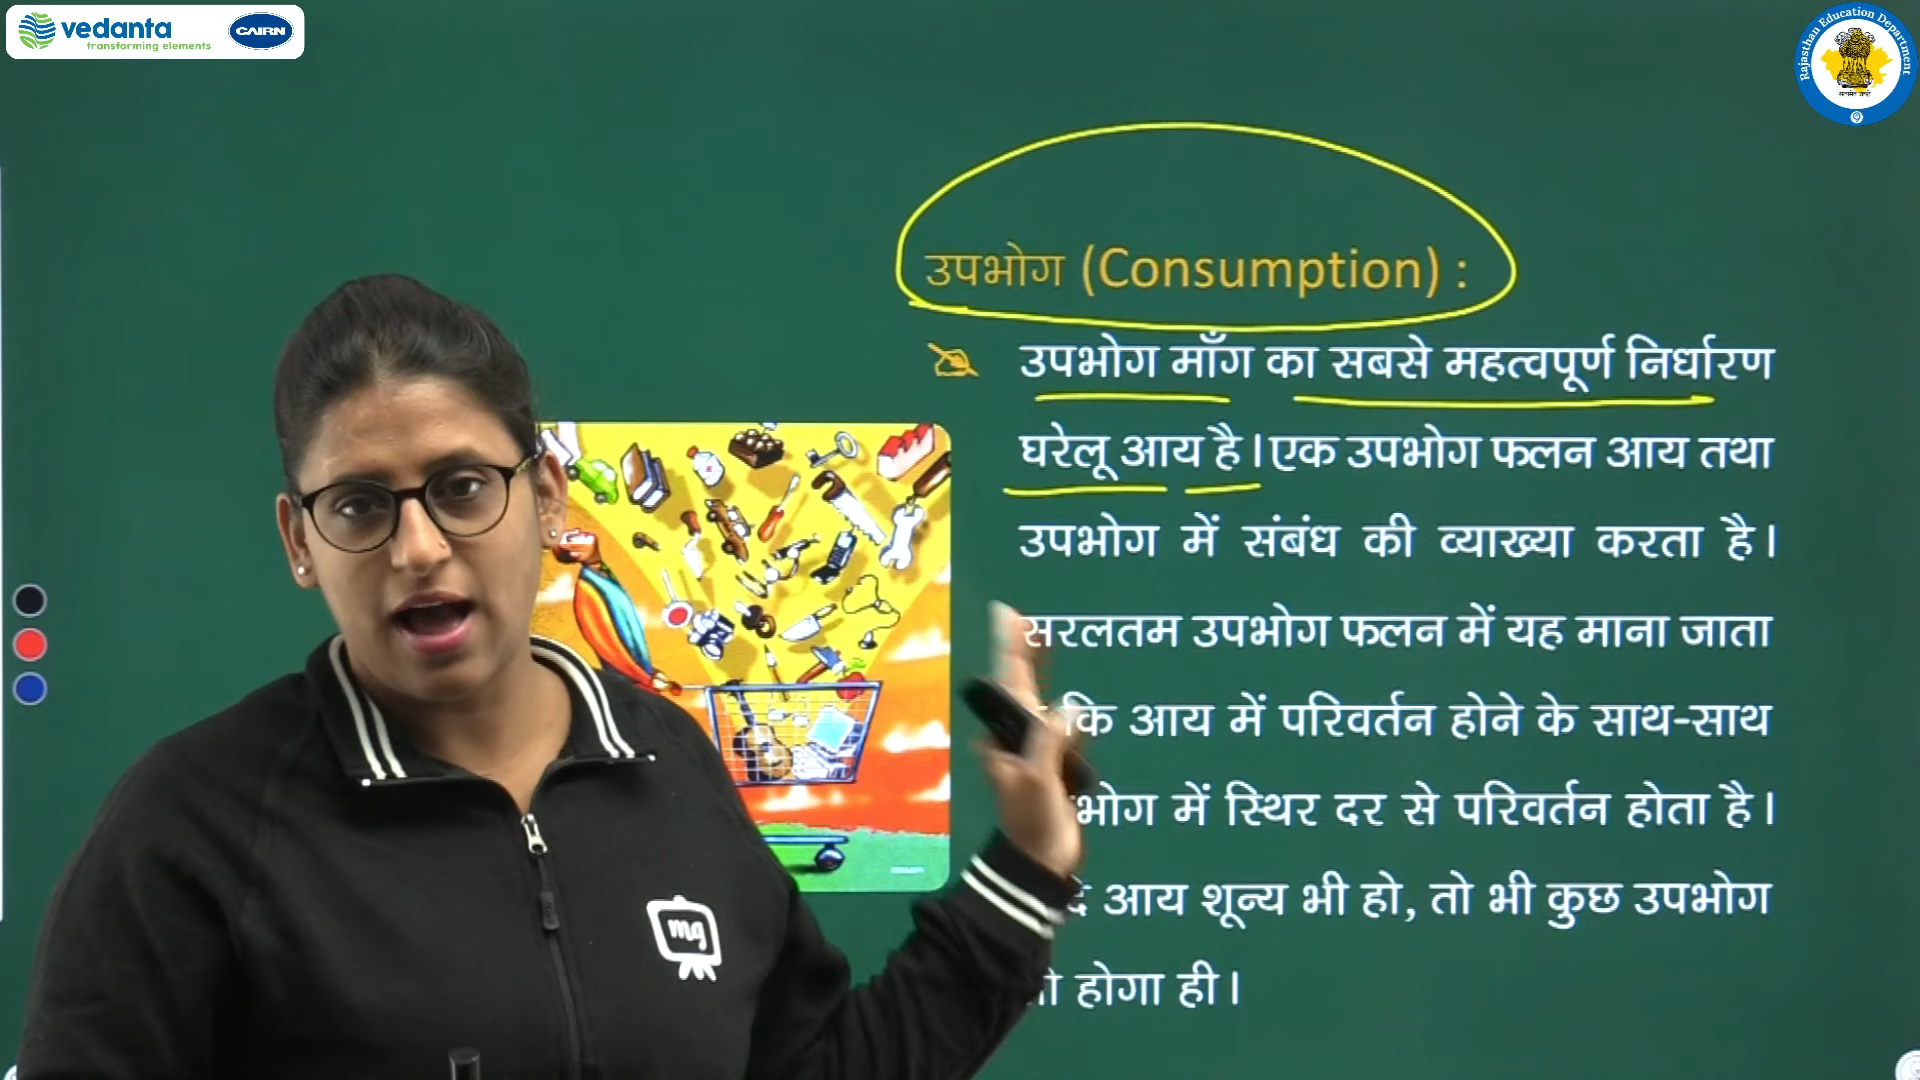 vedanta
transforming elements
CAIRN
Rajasthan Education Department
उपभोग (Consumption) :
उपभोग माँग का सबसे महत्वपूर्ण निर्धारण
घरेलू आय है। एक उपभोग फलन आय तथा
उपभोग में संबंध की व्याख्या करता है।
सरलतम उपभोग फलन में यह माना जाता
कि आय में परिवर्तन होने के साथ-साथ
भोग में स्थिर दर से परिवर्तन होता है।
आय शून्य भी हो, तो भी कुछ उपभोग
होगा ही।
mg